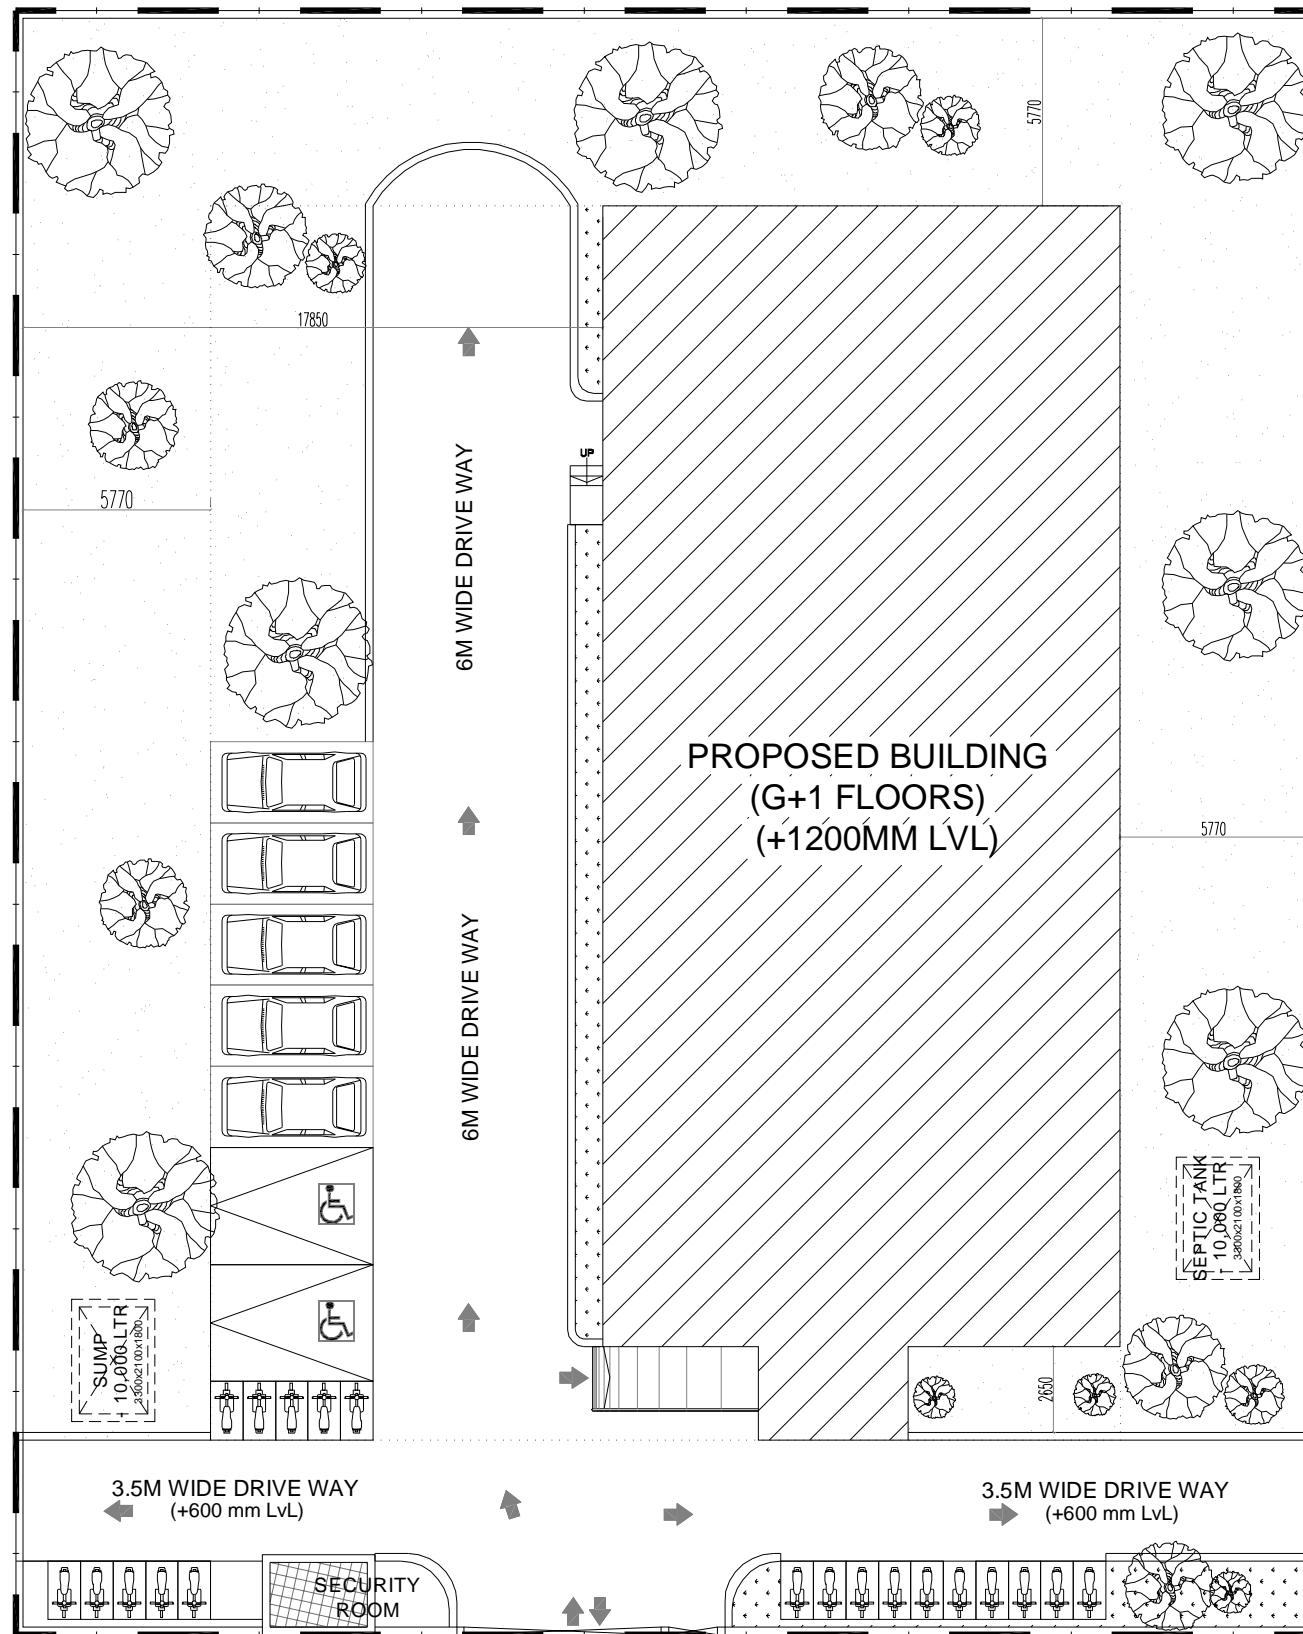 5770
17850
UP
5770
6M WIDE DRIVE WAY
PROPOSED BUILDING
(G+1 FLOORS)
(+1200MM LVL)
5770
6M WIDE DRIVE WAY
SEPTIC TANK
10,000 LTR
3300x2100x1800
SUMP
10,000 LTR
3300x2100x1800
2650
3.5M WIDE DRIVE WAY
(+600 mm LvL)
3.5M WIDE DRIVE WAY
(+600 mm LvL)
SECURITY
ROOM